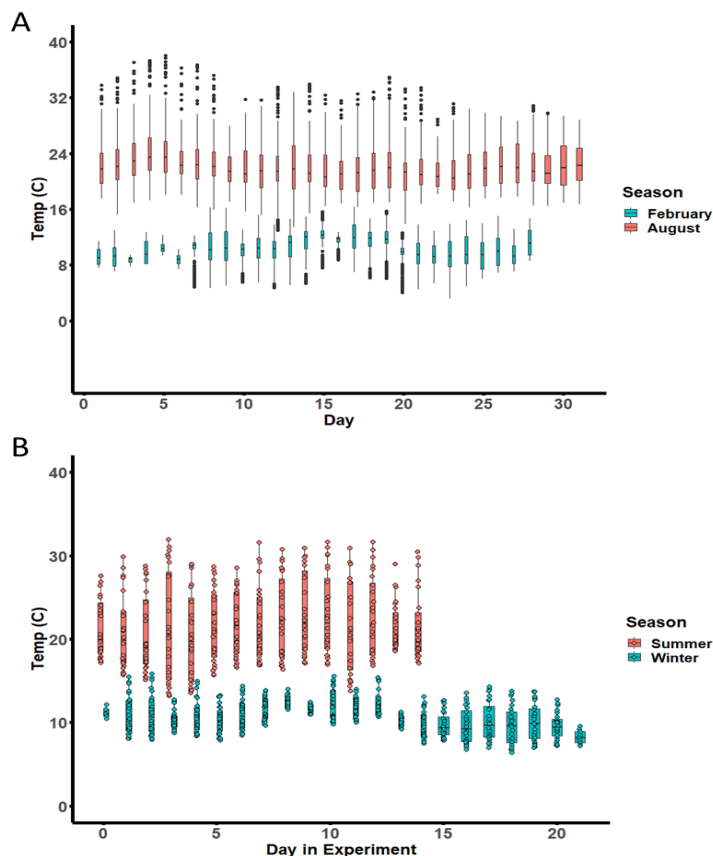 A
40
32
24
16
8
0
Temp (C)
0 5 10 15 20 25 30
Day
Season
February
August
B
40
30
20
10
0
Temp (C)
0 5 10 15 20
Day in Experiment
Season
Summer
Winter